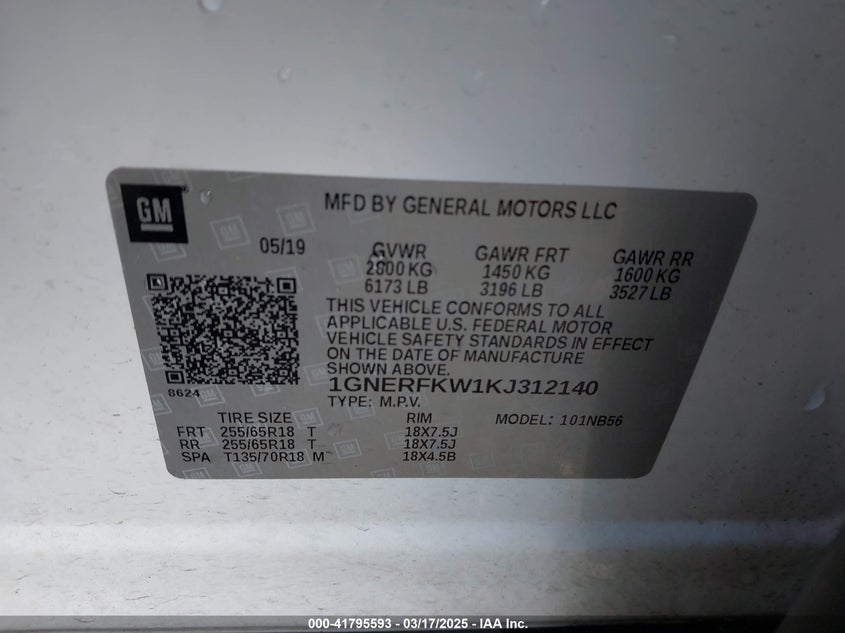 GM
MFD BY GENERAL MOTORS LLC
05/19 GVWR GAWR FRT GAWR RR
2800 KG 1450 KG 1600 KG
6173 LB 3196 LB 3527 LB
THIS VEHICLE CONFORMS TO ALL
APPLICABLE U.S. FEDERAL MOTOR
VEHICLE SAFETY STANDARDS IN EFFECT
ON THE DATE OF MANUFACTURE
SHOWN ABOVE.
8624
1GNERFKW1KJ312140
TYPE: M.P.V.
TIRE SIZE RIM MODEL: 101NB56
FRT 255/65R18 T 18X7.5J
RR 255/65R18 T 18X7.5J
SPA T135/70R18 M 18X4.5B
000-41795593 - 03/17/2025 - IAA Inc.